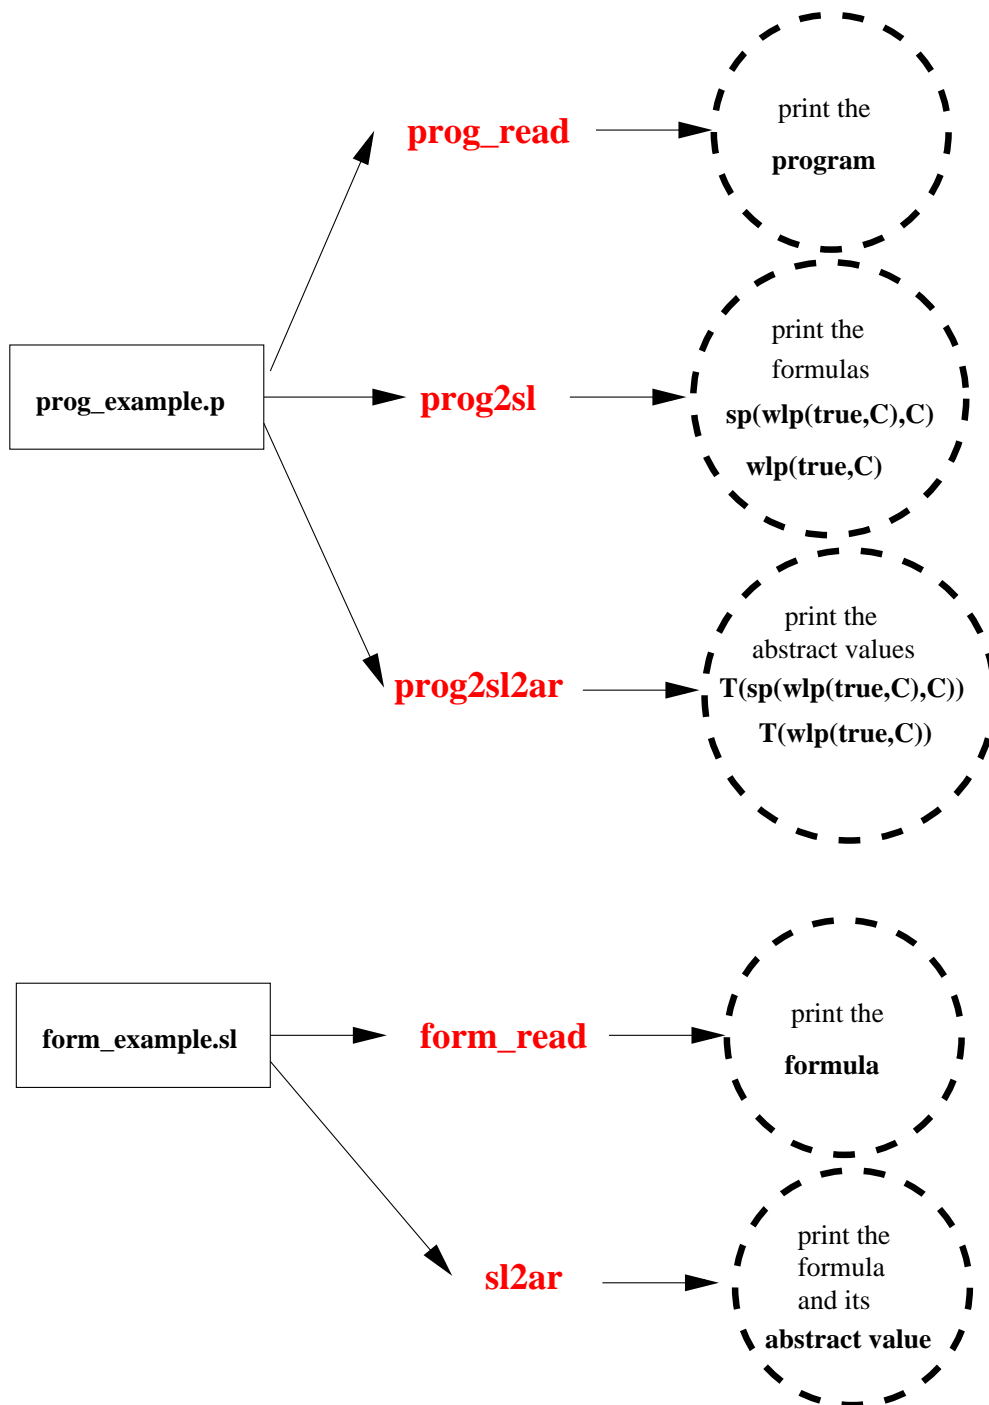 print the
prog_read
program
print the
formulas
prog_example.p
prog2sl
sp(wlp(true,C),C)
wlp(true,C)
print the
abstract values
prog2sl2ar
T(sp(wlp(true,C),C))
T(wlp(true,C))
print the
form_example.sl
form_read
formula
print the
formula
sl2ar
and its
abstract value